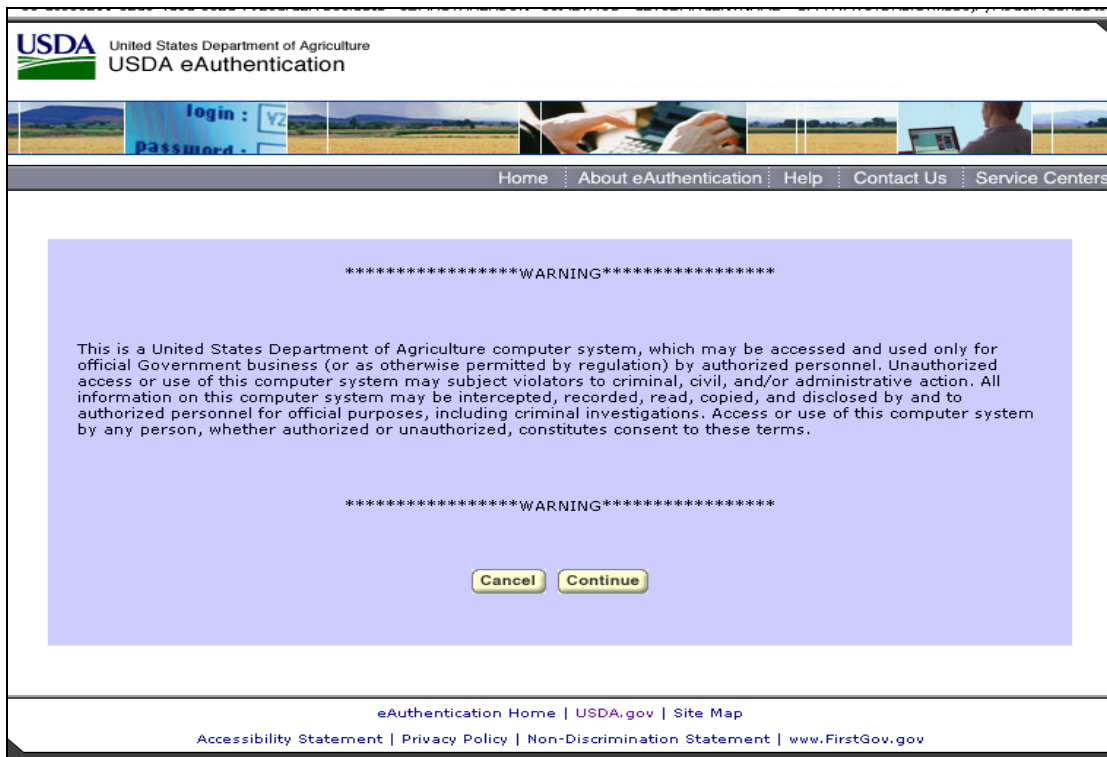 USDA
United States Department of Agriculture
USDA eAuthentication
login :
password :
Home About eAuthentication Help Contact Us Service Centers
*****************WARNING*****************
This is a United States Department of Agriculture computer system, which may be accessed and used only for
official Government business (or as otherwise permitted by regulation) by authorized personnel. Unauthorized
access or use of this computer system may subject violators to criminal, civil, and/or administrative action. All
information on this computer system may be intercepted, recorded, read, copied, and disclosed by and to
authorized personnel for official purposes, including criminal investigations. Access or use of this computer system
by any person, whether authorized or unauthorized, constitutes consent to these terms.
*****************WARNING*****************
Cancel Continue
eAuthentication Home | USDA.gov | Site Map
Accessibility Statement | Privacy Policy | Non-Discrimination Statement | www.FirstGov.gov